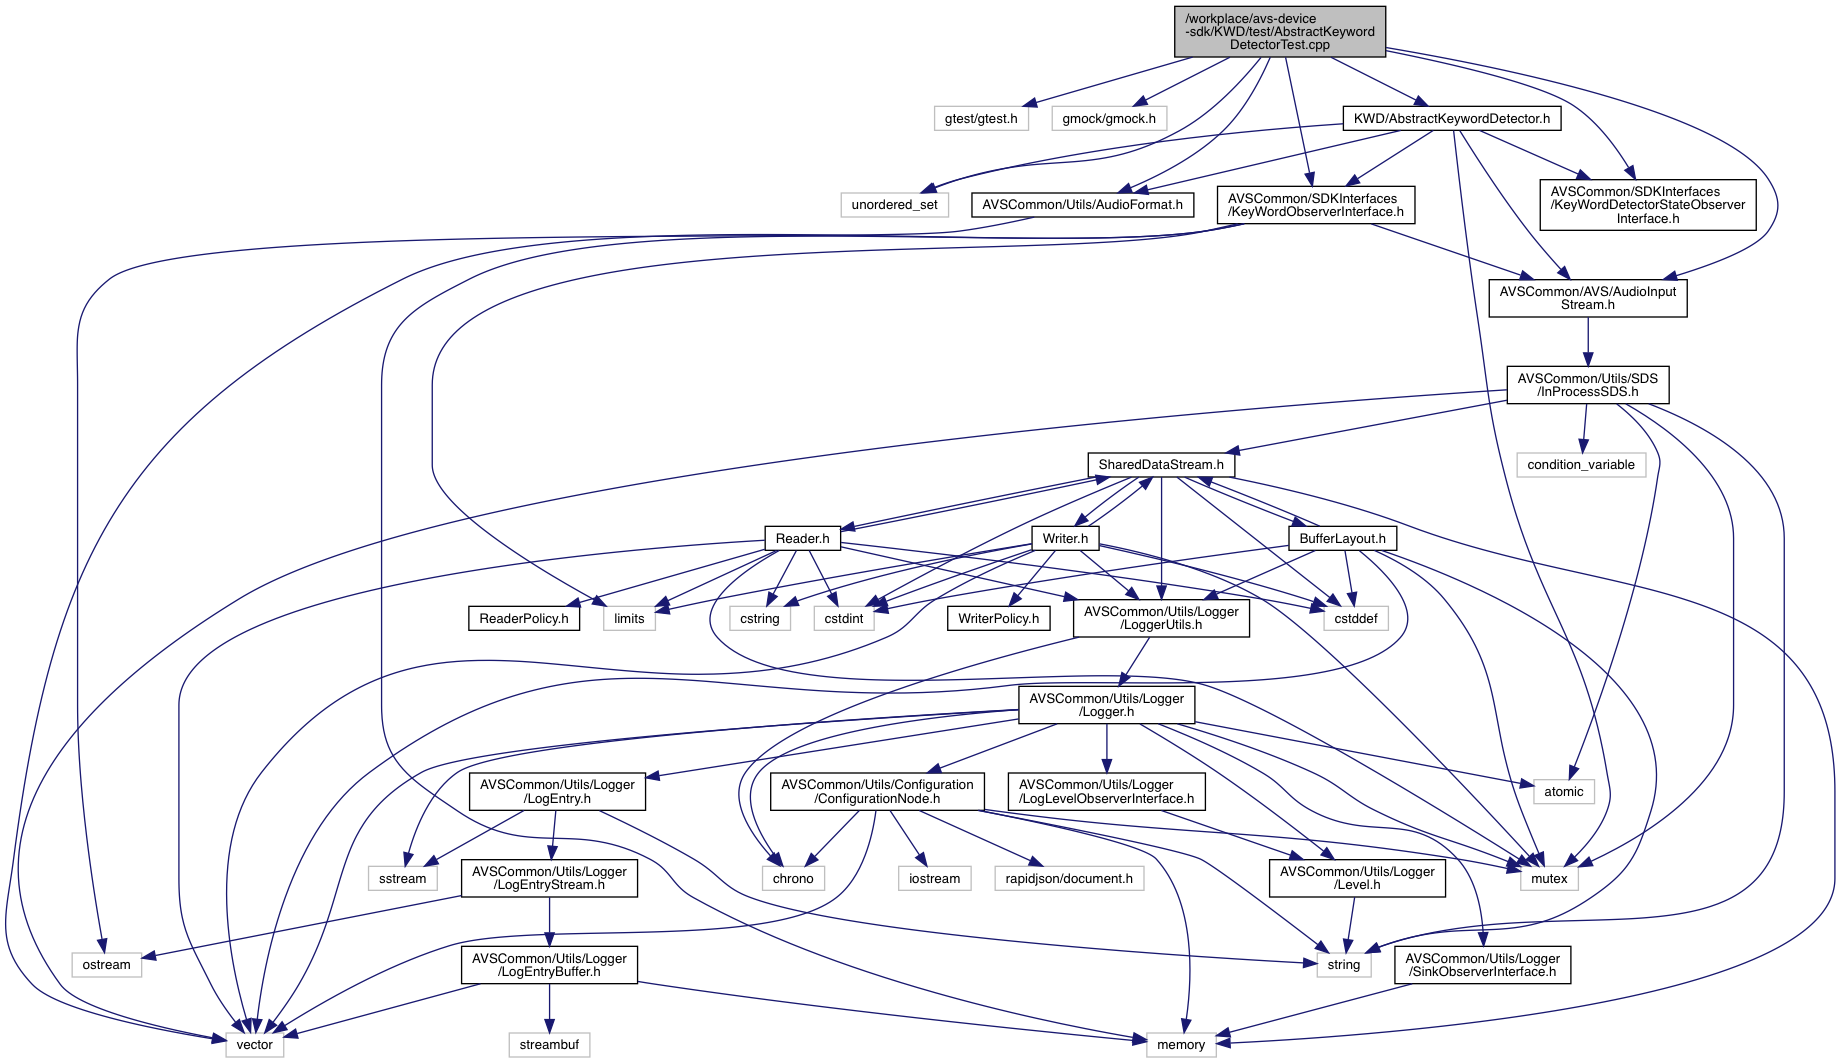 /workplace/avs-device
-sdk/KWD/test/AbstractKeyword
DetectorTest.cpp
gtest/gtest.h
gmock/gmock.h
KWD/AbstractKeywordDetector.h
unordered_set
AVSCommon/Utils/AudioFormat.h
AVSCommon/SDKInterfaces
/KeyWordObserverInterface.h
AVSCommon/SDKInterfaces
/KeyWordDetectorStateObserver
Interface.h
AVSCommon/AVS/AudioInput
Stream.h
AVSCommon/Utils/SDS
/InProcessSDS.h
SharedDataStream.h
condition_variable
Reader.h
Writer.h
BufferLayout.h
ReaderPolicy.h
limits
cstring
cstdint
WriterPolicy.h
AVSCommon/Utils/Logger
/LoggerUtils.h
cstddef
AVSCommon/Utils/Logger
/Logger.h
AVSCommon/Utils/Logger
/LogEntry.h
AVSCommon/Utils/Configuration
/ConfigurationNode.h
AVSCommon/Utils/Logger
/LogLevelObserverInterface.h
atomic
sstream
AVSCommon/Utils/Logger
/LogEntryStream.h
chrono
iostream
rapidjson/document.h
AVSCommon/Utils/Logger
/Level.h
mutex
ostream
AVSCommon/Utils/Logger
/LogEntryBuffer.h
string
AVSCommon/Utils/Logger
/SinkObserverInterface.h
vector
streambuf
memory